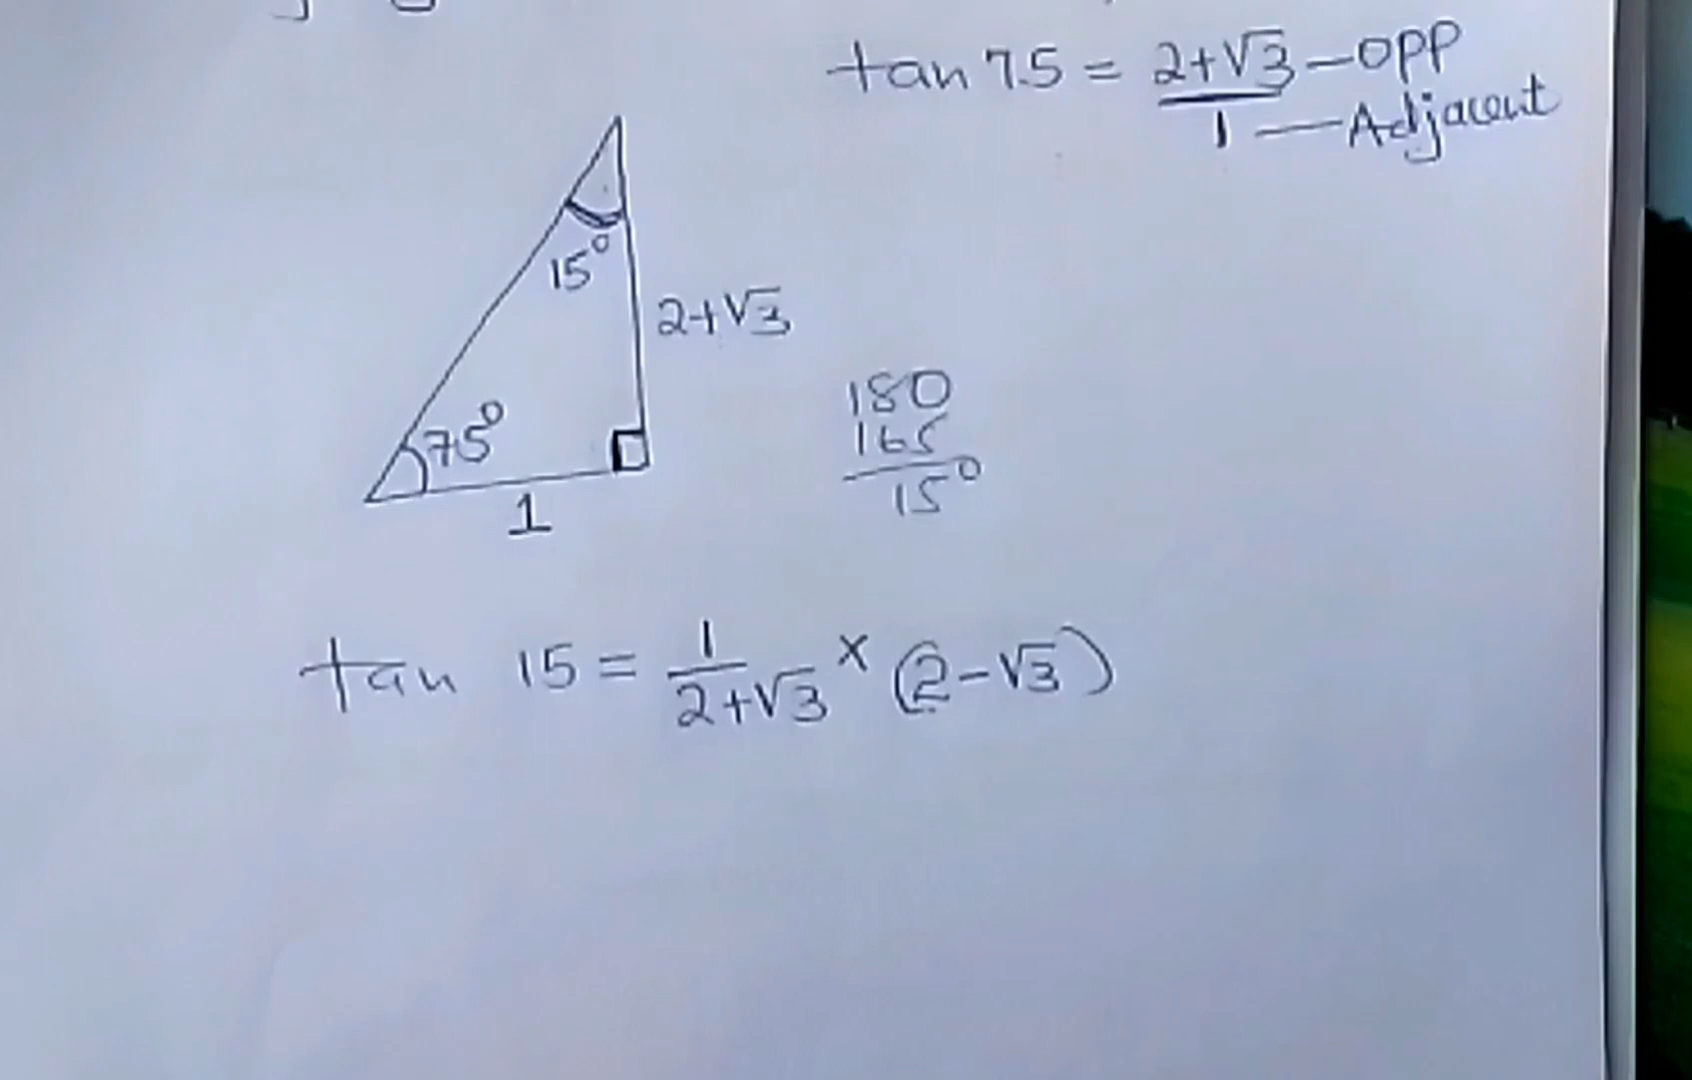 tan 75 = 2+√3 — opp
1 — Adjacent
15°
2+√3
75°
1
180
165
15°
tan 15 = 1/2+√3 × (2-√3)